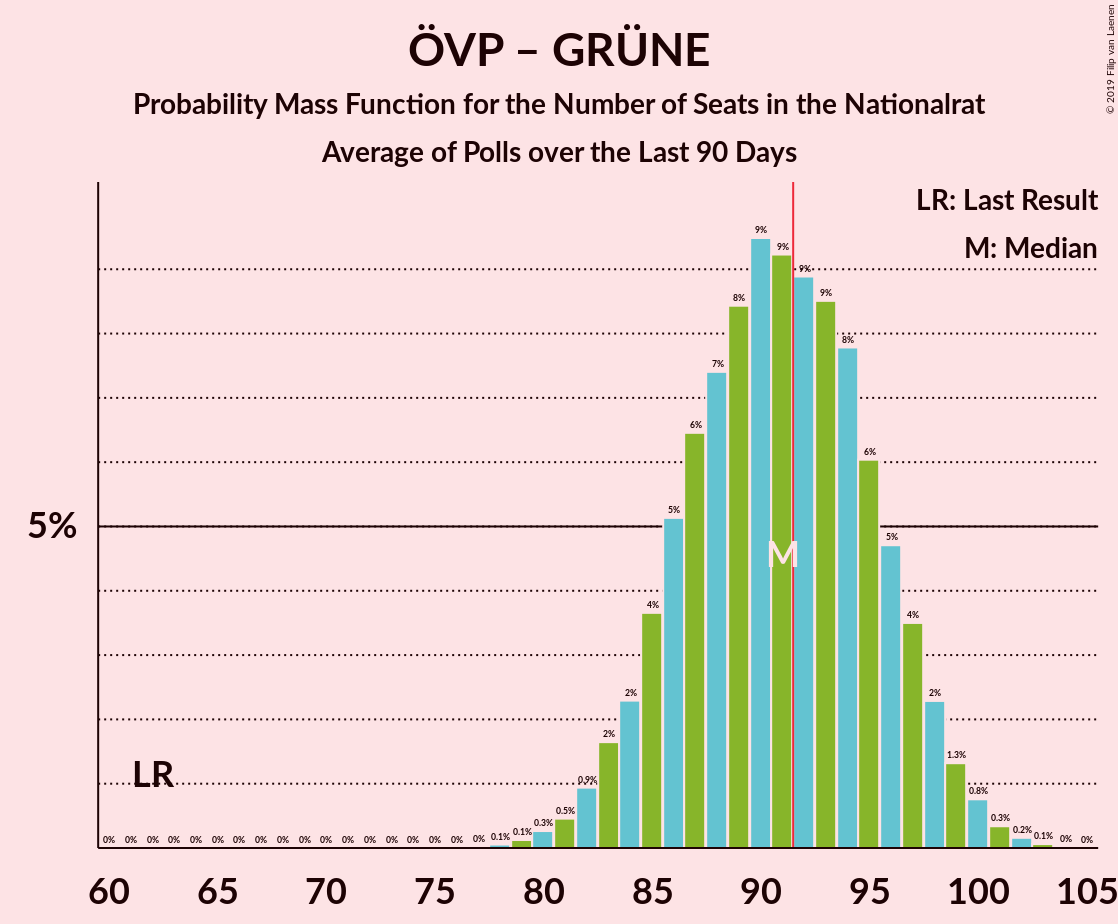 ÖVP – GRÜNE
Probability Mass Function for the Number of Seats in the Nationalrat
Average of Polls over the Last 90 Days
© 2019 Filip van Laenen
LR: Last Result
M: Median
5%
LR
M
0% 0% 0% 0% 0% 0% 0% 0% 0% 0% 0% 0% 0% 0% 0% 0% 0% 0% 0.1% 0.1% 0.3% 0.5% 0.9% 2% 2% 4% 5% 6% 7% 8% 9% 9% 9% 9% 8% 6% 5% 4% 2% 1.3% 0.8% 0.3% 0.2% 0.1% 0% 0%
60 65 70 75 80 85 90 95 100 105